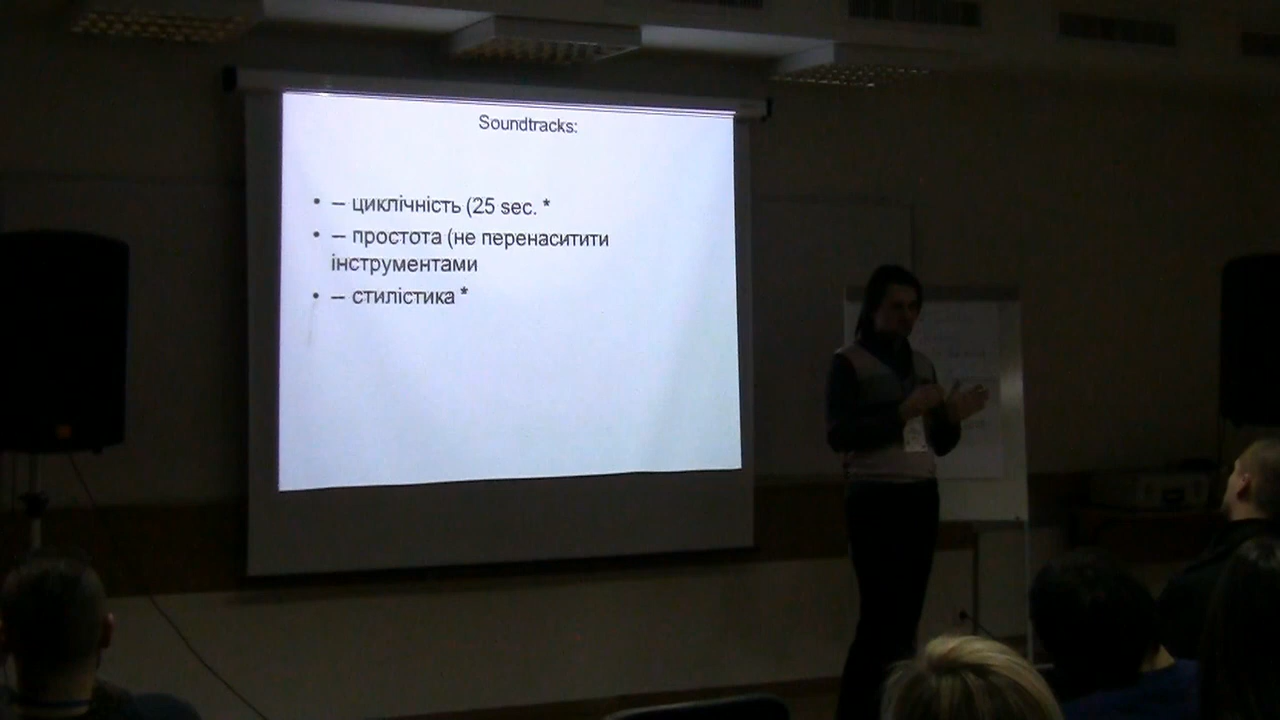 Soundtracks:
• – циклічність (25 sec. *
• – простота (не перенаситити
інструментами
• – стилістика *